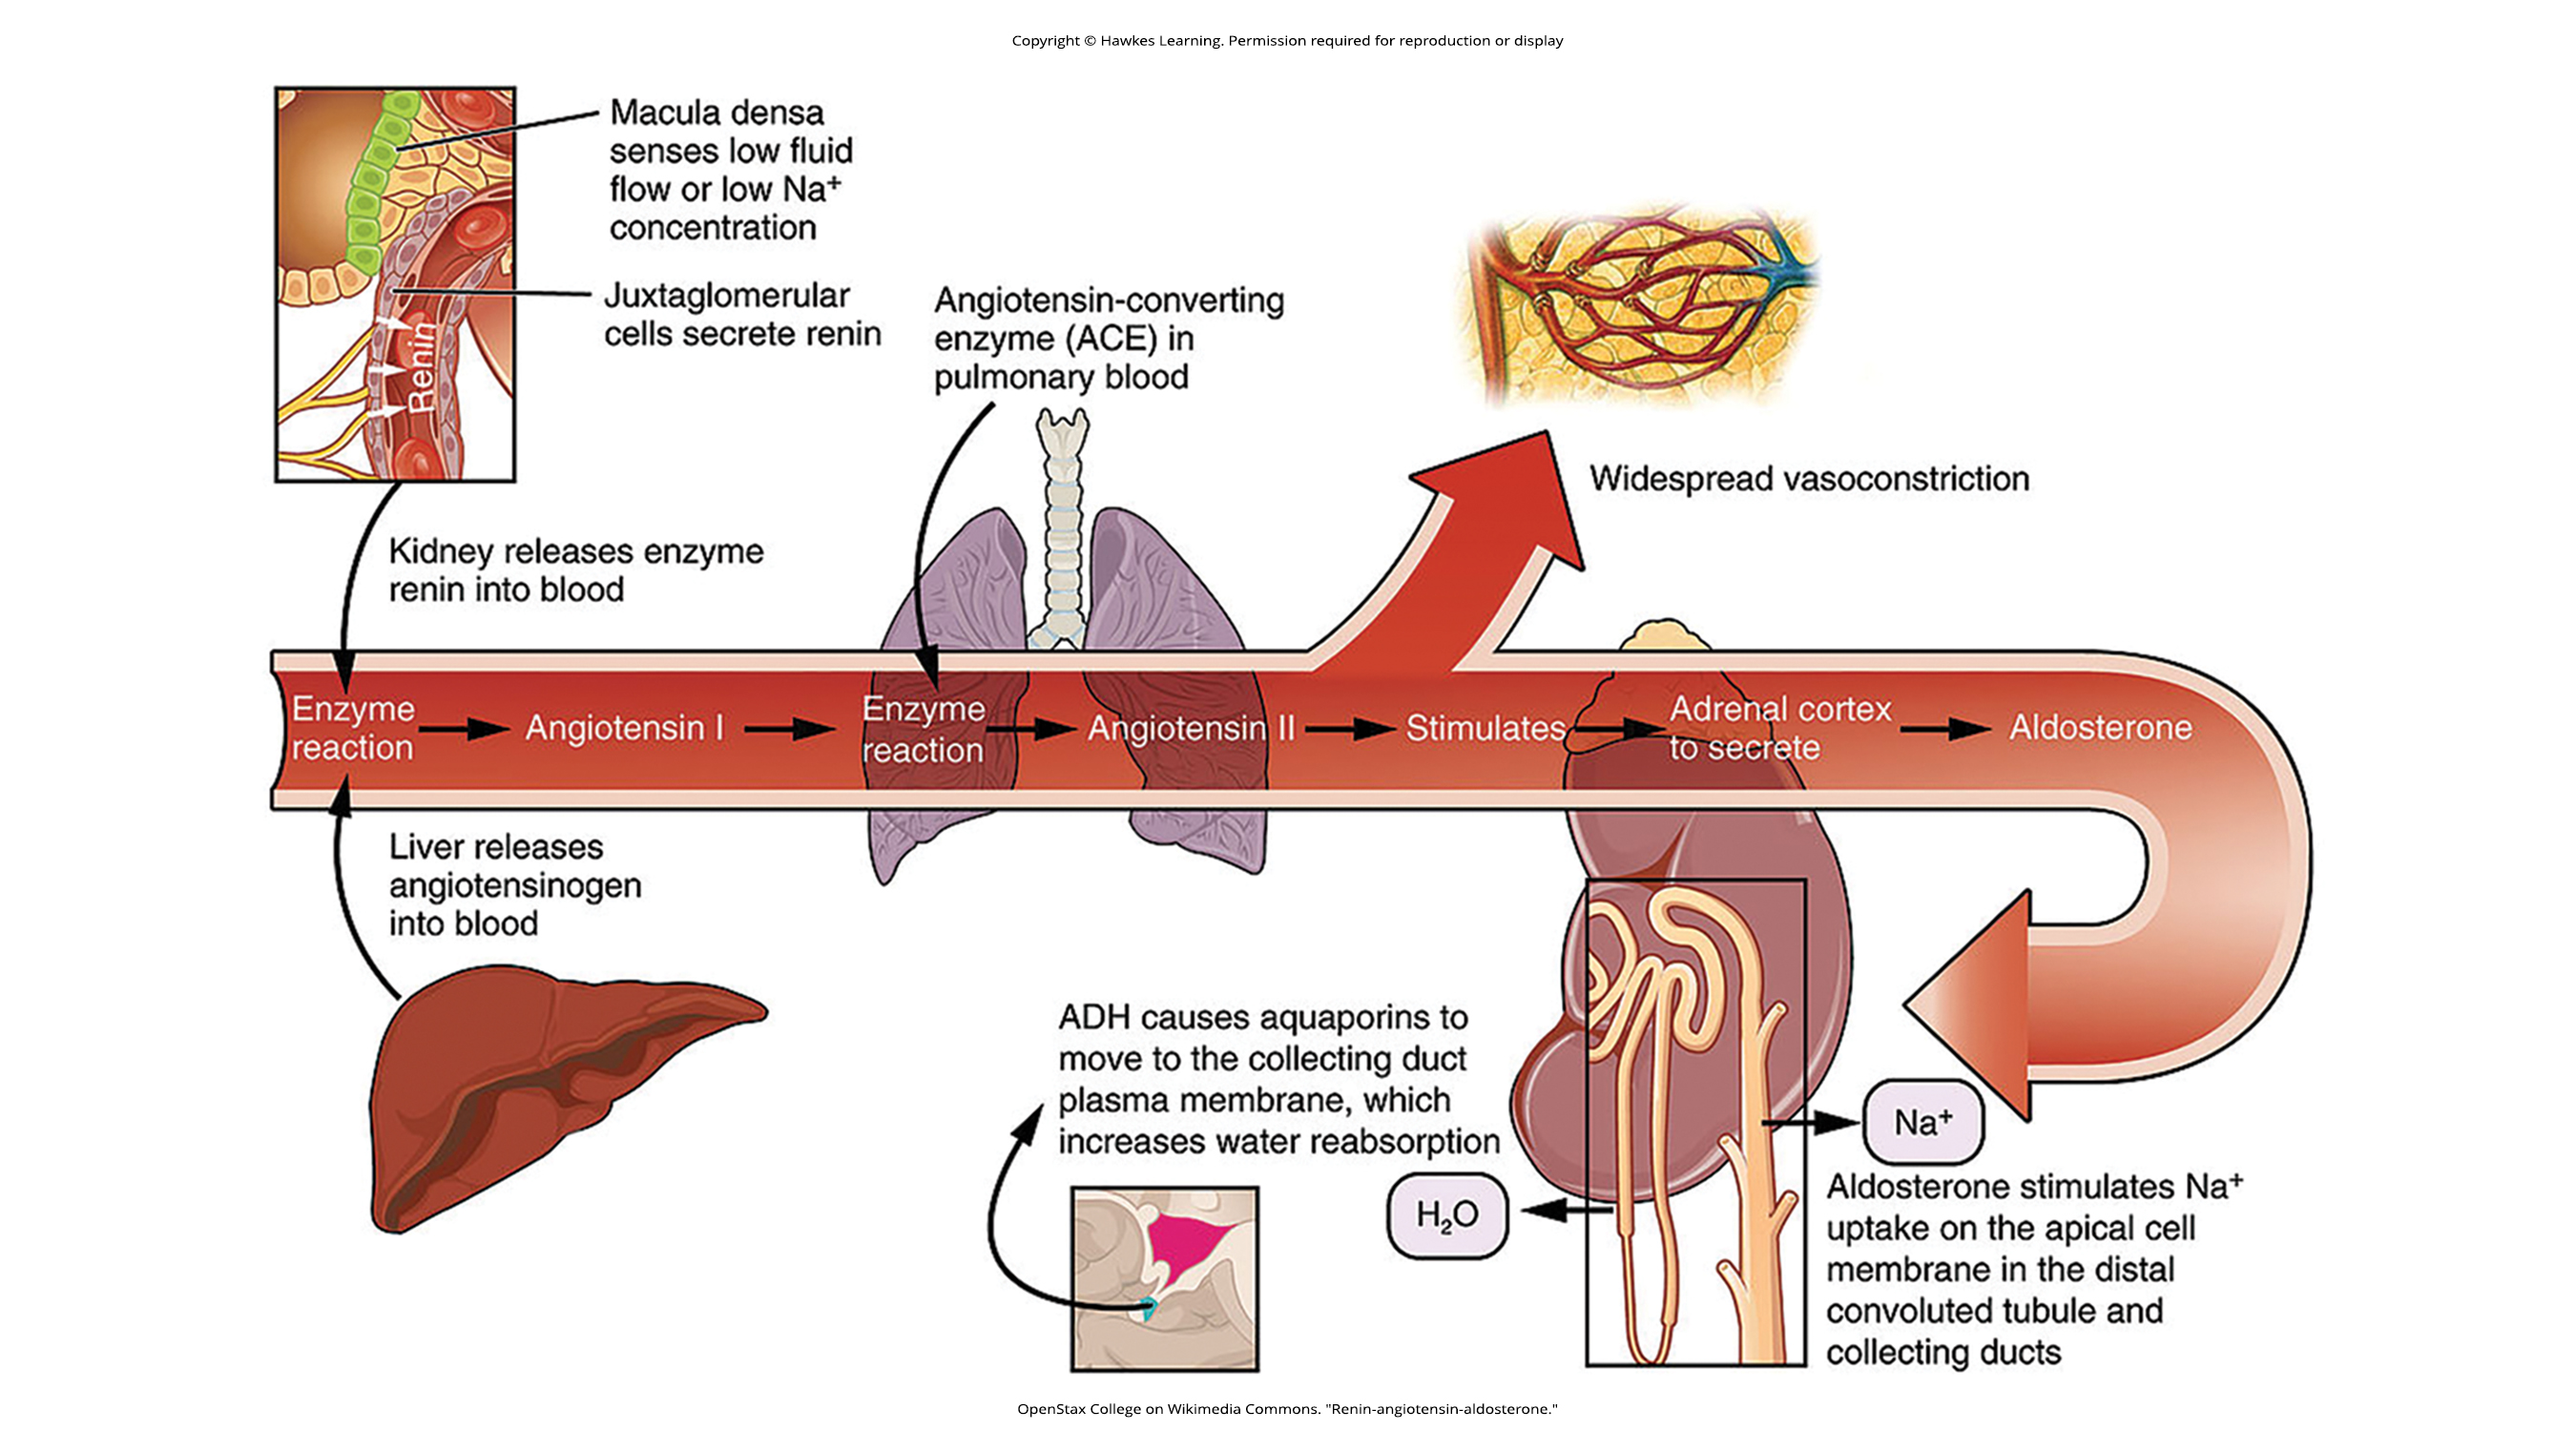 Copyright © Hawkes Learning. Permission required for reproduction or display
Macula densa
senses low fluid
flow or low Na⁺
concentration
Juxtaglomerular
cells secrete renin
Renin
Angiotensin-converting
enzyme (ACE) in
pulmonary blood
Widespread vasoconstriction
Kidney releases enzyme
renin into blood
Enzyme
reaction
Angiotensin I
Enzyme
reaction
Angiotensin II
Stimulates
Adrenal cortex
to secrete
Aldosterone
Liver releases
angiotensinogen
into blood
ADH causes aquaporins to
move to the collecting duct
plasma membrane, which
increases water reabsorption
H₂O
Na⁺
Aldosterone stimulates Na⁺
uptake on the apical cell
membrane in the distal
convoluted tubule and
collecting ducts
OpenStax College on Wikimedia Commons. "Renin-angiotensin-aldosterone."